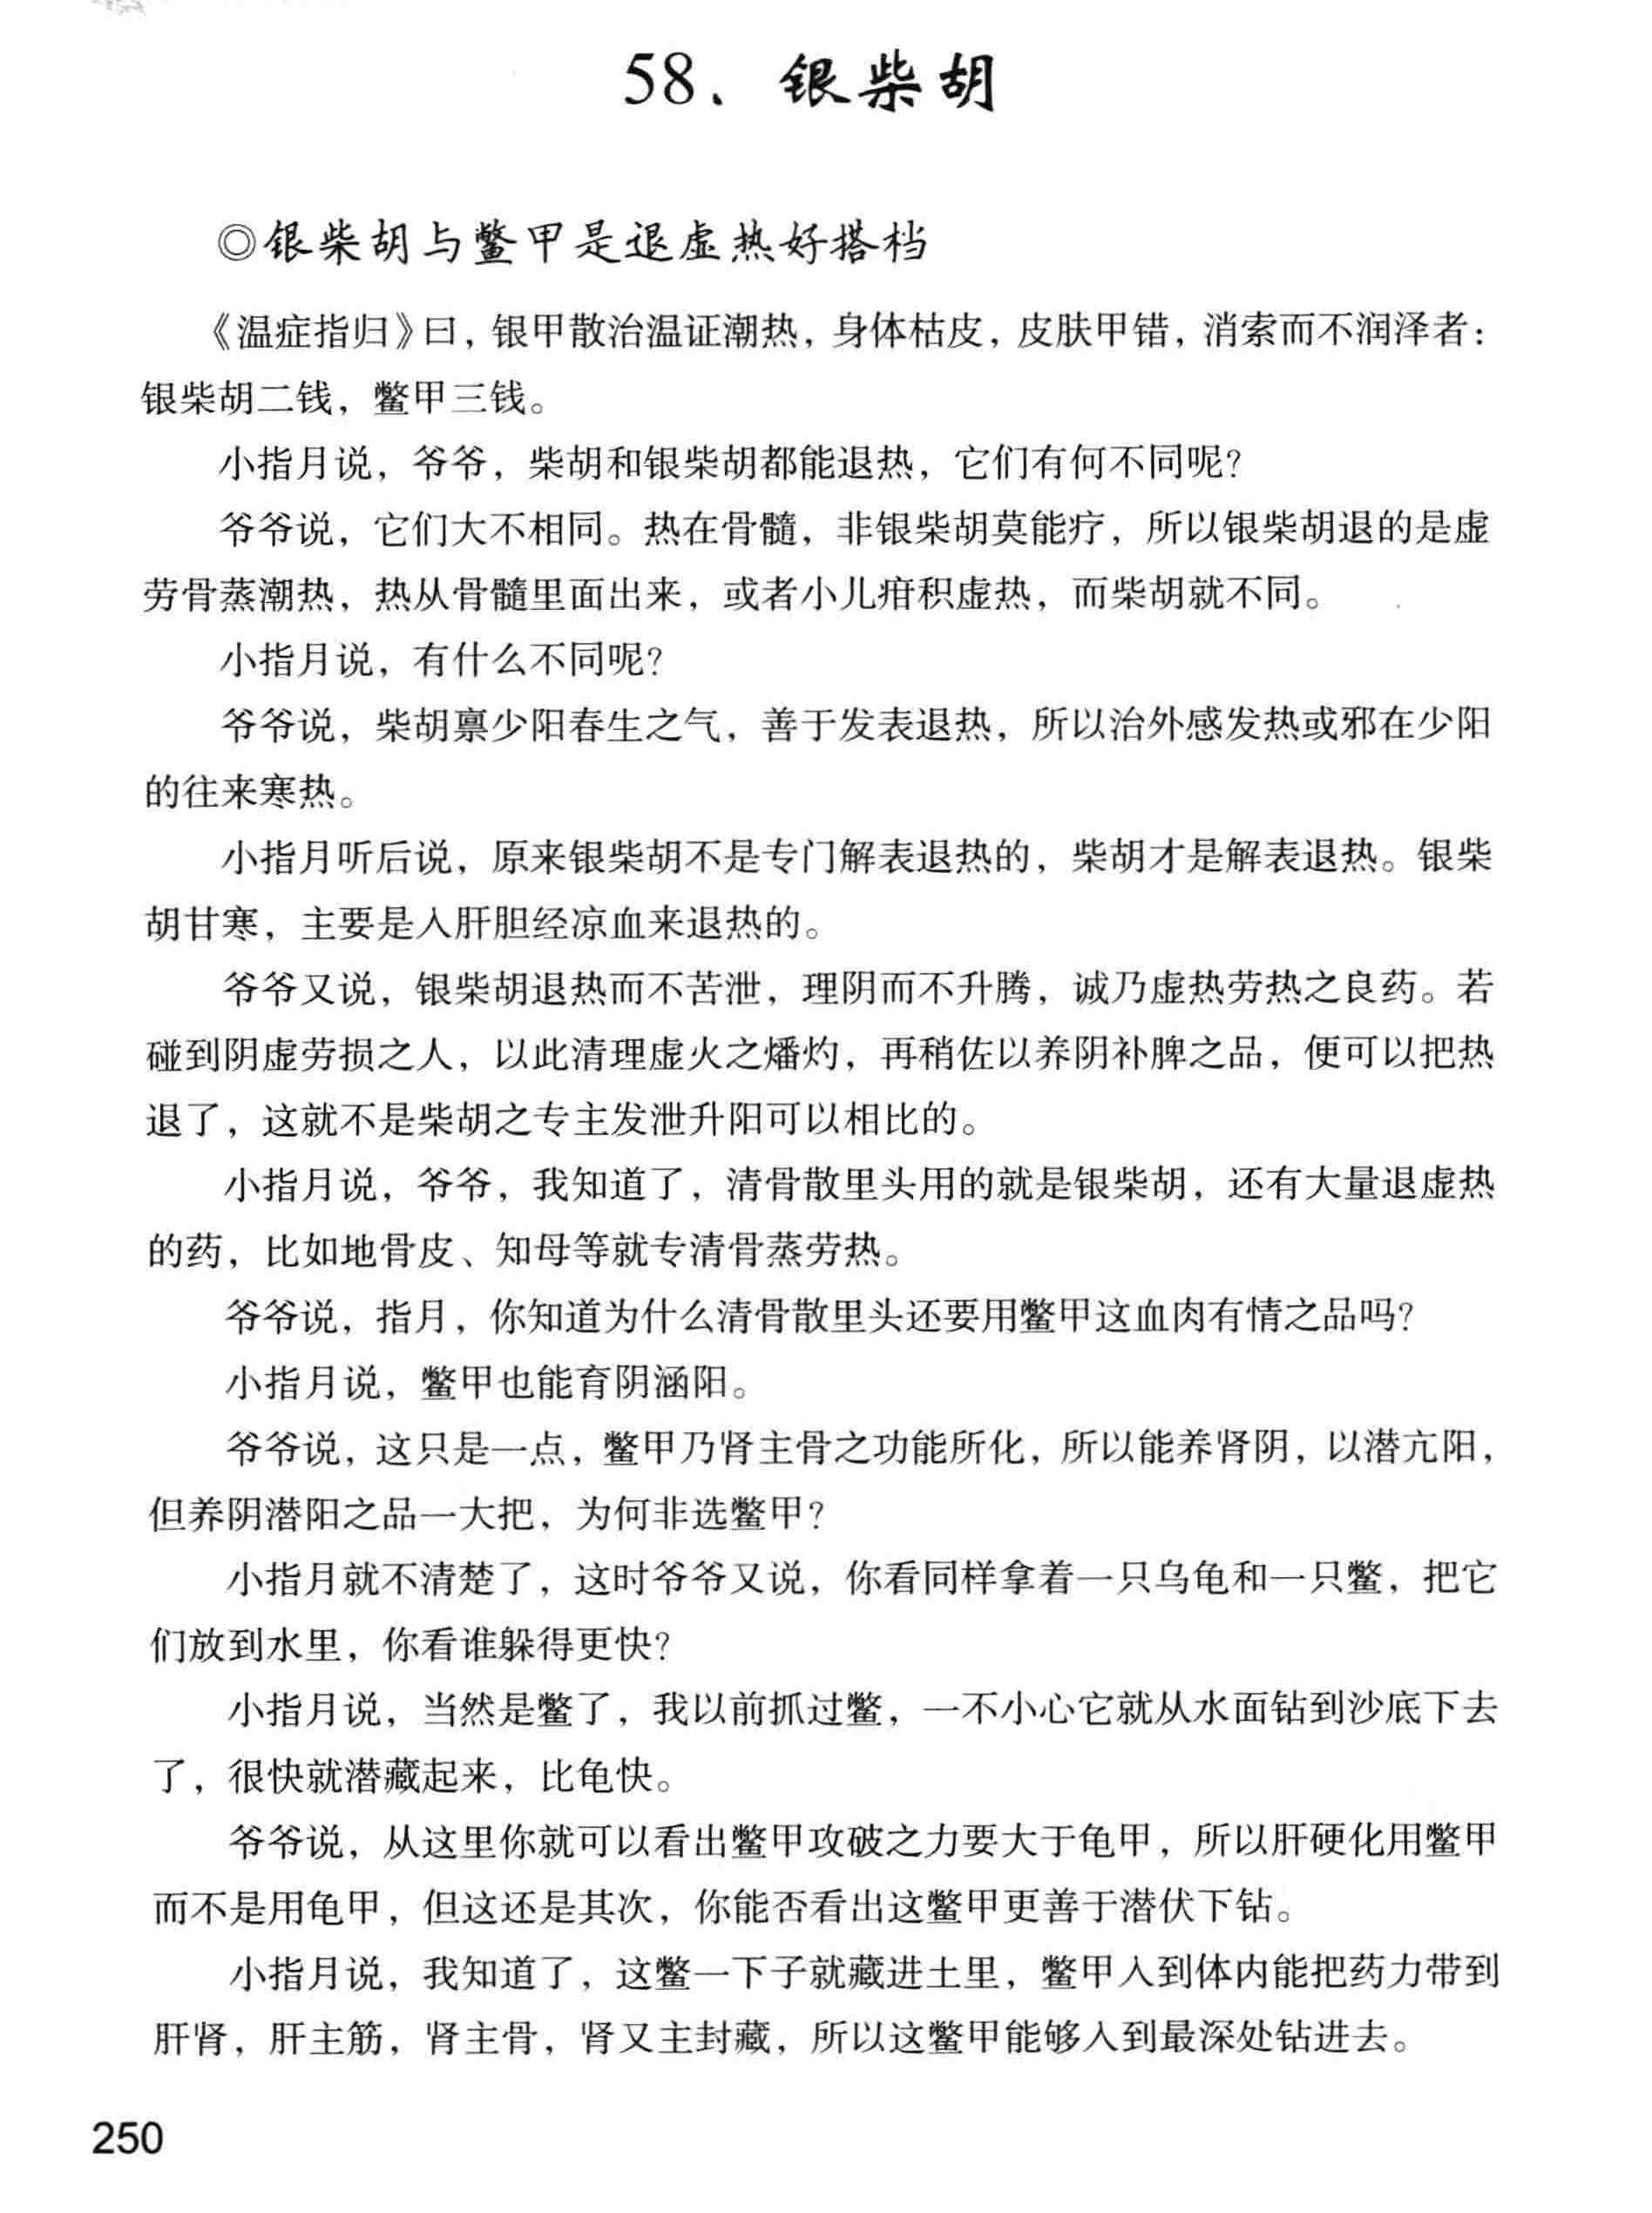 58、银柴胡
◎银柴胡与鳖甲是退虚热好搭档
《温症指归》曰，银甲散治温证潮热，身体枯皮，皮肤甲错，消索而不润泽者：
银柴胡二钱，鳖甲三钱。
小指月说，爷爷，柴胡和银柴胡都能退热，它们有何不同呢？
爷爷说，它们大不相同。热在骨髓，非银柴胡莫能疗，所以银柴胡退的是虚
劳骨蒸潮热，热从骨髓里面出来，或者小儿疳积虚热，而柴胡就不同。
小指月说，有什么不同呢？
爷爷说，柴胡禀少阳春生之气，善于发表退热，所以治外感发热或邪在少阳
的往来寒热。
小指月听后说，原来银柴胡不是专门解表退热的，柴胡才是解表退热。银柴
胡甘寒，主要是入肝胆经凉血来退热的。
爷爷又说，银柴胡退热而不苦泄，理阴而不升腾，诚乃虚热劳热之良药。若
碰到阴虚劳损之人，以此清理虚火之燔灼，再稍佐以养阴补脾之品，便可以把热
退了，这就不是柴胡之专主发泄升阳可以相比的。
小指月说，爷爷，我知道了，清骨散里头用的就是银柴胡，还有大量退虚热
的药，比如地骨皮、知母等就专清骨蒸劳热。
爷爷说，指月，你知道为什么清骨散里头还要用鳖甲这血肉有情之品吗？
小指月说，鳖甲也能育阴涵阳。
爷爷说，这只是一点，鳖甲乃肾主骨之功能所化，所以能养肾阴，以潜亢阳，
但养阴潜阳之品一大把，为何非选鳖甲？
小指月就不清楚了，这时爷爷又说，你看同样拿着一只乌龟和一只鳖，把它
们放到水里，你看谁躲得更快？
小指月说，当然是鳖了，我以前抓过鳖，一不小心它就从水面钻到沙底下去
了，很快就潜藏起来，比龟快。
爷爷说，从这里你就可以看出鳖甲攻破之力要大于龟甲，所以肝硬化用鳖甲
而不是用龟甲，但这还是其次，你能否看出这鳖甲更善于潜伏下钻。
小指月说，我知道了，这鳖一下子就藏进土里，鳖甲入到体内能把药力带到
肝肾，肝主筋，肾主骨，肾又主封藏，所以这鳖甲能够入到最深处钻进去。
250